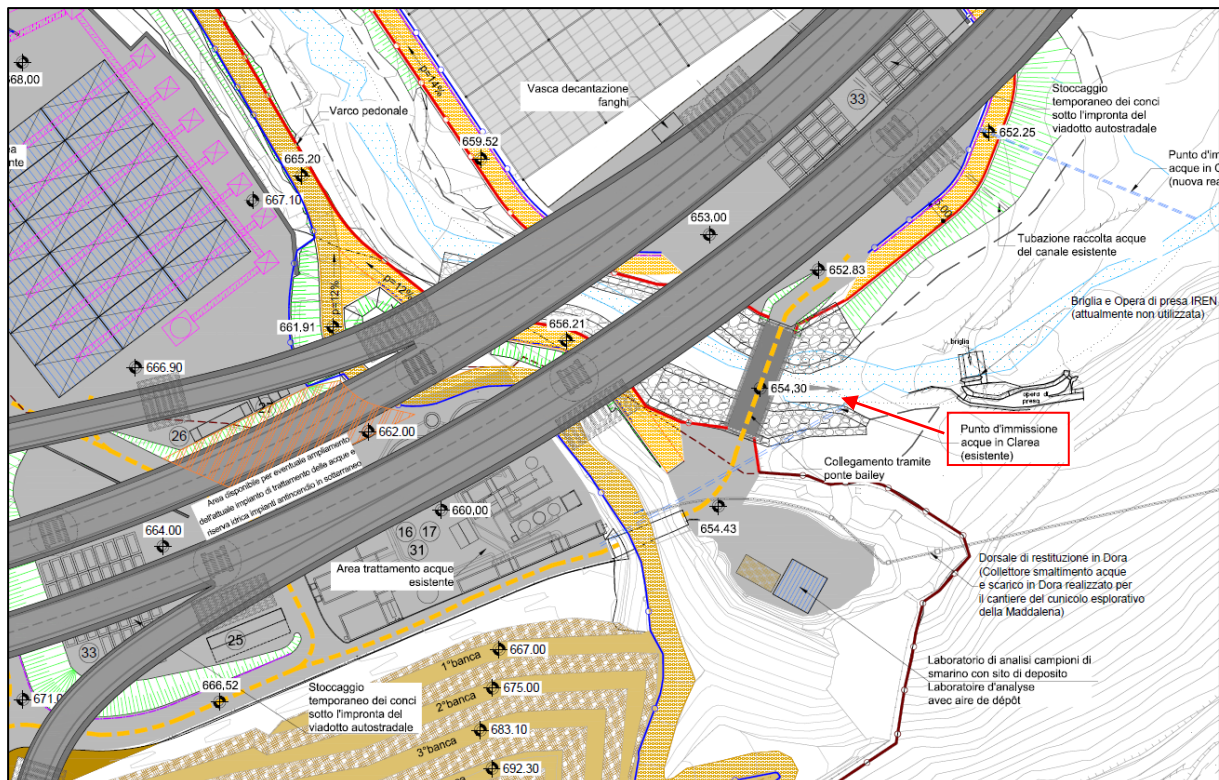 668,00
Varco pedonale
665.20
667.10
p=14%
659.52
Vasca decantazione
fanghi
33
Stoccaggio
temporaneo dei conci
sotto l'impronta del
viadotto autostradale
652.25
Punto d'im
acque in C
(nuova rea
653,00
5.00
Tubazione raccolta acque
del canale esistente
652.83
p=12%
p=12%
661,91
656.21
Briglia e Opera di presa IREN
(attualmente non utilizzata)
briglia
opera di
presa
654,30
666.90
27
26
662.00
Punto d'immissione
acque in Clarea
(esistente)
Collegamento tramite
ponte bailey
Area disponibile per eventuale ampliamento
dell'attuale impianto di trattamento delle acque e
riserva idrica impianti antincendio in sotterraneo
664.00
660,00
16
17
31
Area trattamento acque
esistente
654.43
Dorsale di restituzione in Dora
(Collettore smaltimento acque
e scarico in Dora realizzato per
il cantiere del cunicolo esplorativo
della Maddalena)
25
33
Laboratorio di analisi campioni di
smarino con sito di deposito
Laboratoire d'analyse
avec aire de dépôt
671.0
666,52
Stoccaggio
temporaneo dei conci
sotto l'impronta del
viadotto autostradale
1°banca
667.00
2°banca
675.00
3°banca
683.10
692.30